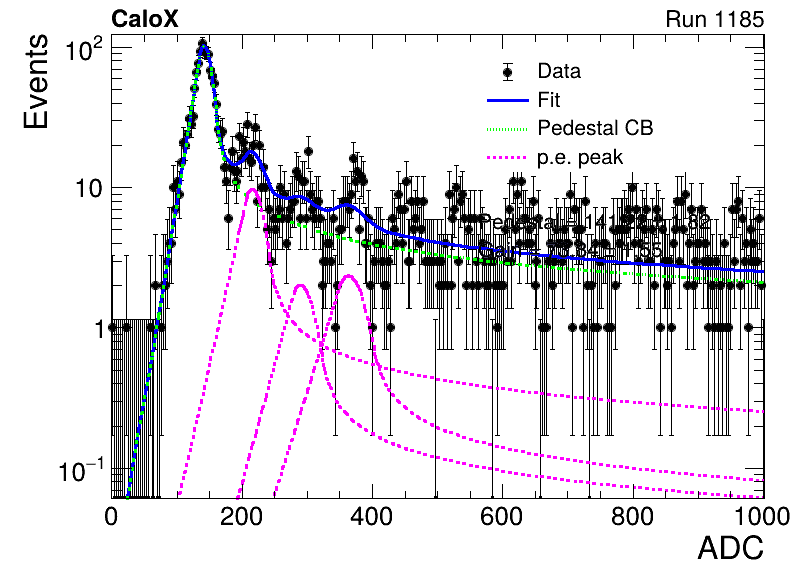 CaloX Run 1185
Events
10²
10
1
10⁻¹
Data
Fit
Pedestal CB
p.e. peak
Pedestal =
0 200 400 600 800 1000
ADC